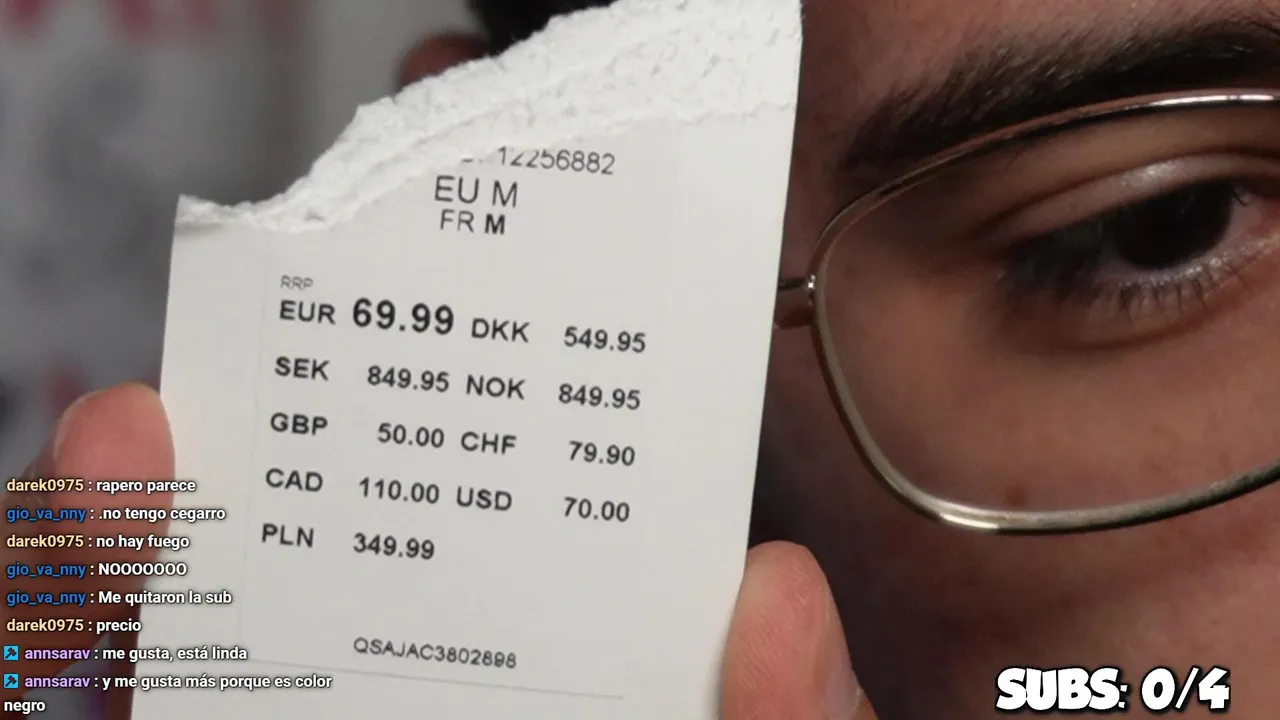 12256882
EU M
FR M
RRP
EUR 69.99 DKK 549.95
SEK 849.95 NOK 849.95
GBP 50.00 CHF 79.90
CAD 110.00 USD 70.00
PLN 349.99
QSAJAC3802898
darek0975 : rapero parece
gio_va_nny : .no tengo cegarro
darek0975 : no hay fuego
gio_va_nny : NOOOOOOO
gio_va_nny : Me quitaron la sub
darek0975 : precio
annsarav : me gusta, está linda
annsarav : y me gusta más porque es color
negro
SUBS: 0/4